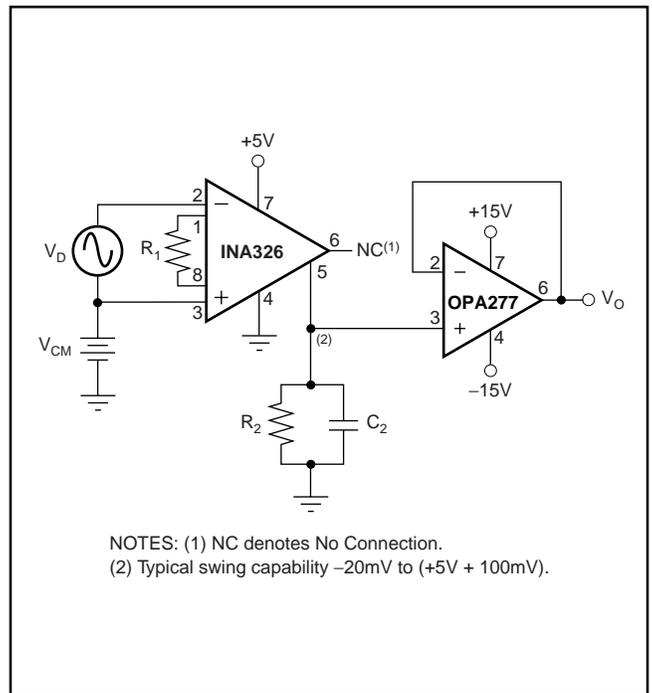 +5V
2
−
7
1
V_D
R_1
INA326
6
NC(1)
8
5
+
4
3
V_CM
(2)
R_2
C_2
+15V
2
−
7
OPA277
6
V_O
3
+
4
−15V
NOTES: (1) NC denotes No Connection.
(2) Typical swing capability −20mV to (+5V + 100mV).